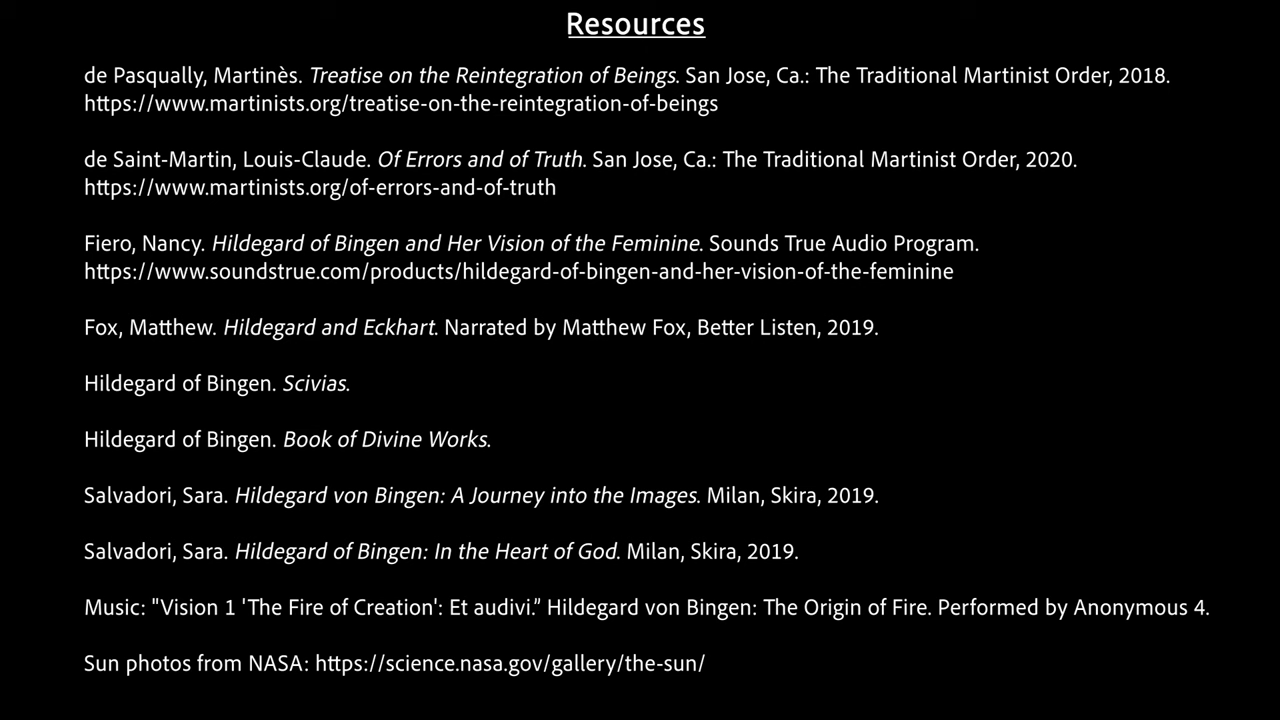 Resources
de Pasqually, Martinès. Treatise on the Reintegration of Beings. San Jose, Ca.: The Traditional Martinist Order, 2018.
https://www.martinists.org/treatise-on-the-reintegration-of-beings
de Saint-Martin, Louis-Claude. Of Errors and of Truth. San Jose, Ca.: The Traditional Martinist Order, 2020.
https://www.martinists.org/of-errors-and-of-truth
Fiero, Nancy. Hildegard of Bingen and Her Vision of the Feminine. Sounds True Audio Program.
https://www.soundstrue.com/products/hildegard-of-bingen-and-her-vision-of-the-feminine
Fox, Matthew. Hildegard and Eckhart. Narrated by Matthew Fox, Better Listen, 2019.
Hildegard of Bingen. Scivias.
Hildegard of Bingen. Book of Divine Works.
Salvadori, Sara. Hildegard von Bingen: A Journey into the Images. Milan, Skira, 2019.
Salvadori, Sara. Hildegard of Bingen: In the Heart of God. Milan, Skira, 2019.
Music: "Vision 1 'The Fire of Creation': Et audivi.” Hildegard von Bingen: The Origin of Fire. Performed by Anonymous 4.
Sun photos from NASA: https://science.nasa.gov/gallery/the-sun/